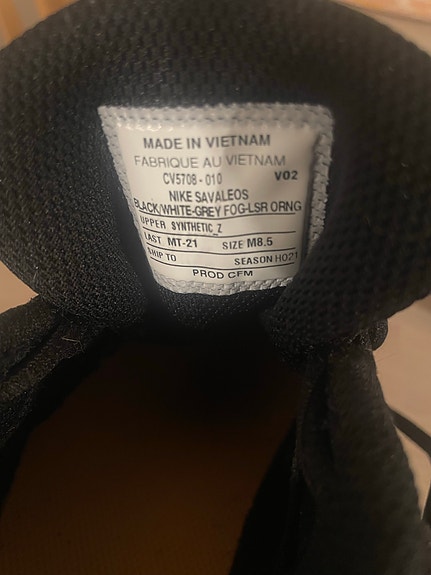 MADE IN VIETNAM
FABRIQUE AU VIETNAM
CV5708-010 V02
NIKE SAVALEOS
BLACK/WHITE-GREY FOG-LSR ORNG
UPPER SYNTHETIC_Z
LAST MT-21 SIZE M8.5
SHIP TO SEASON HO21
PROD CFM